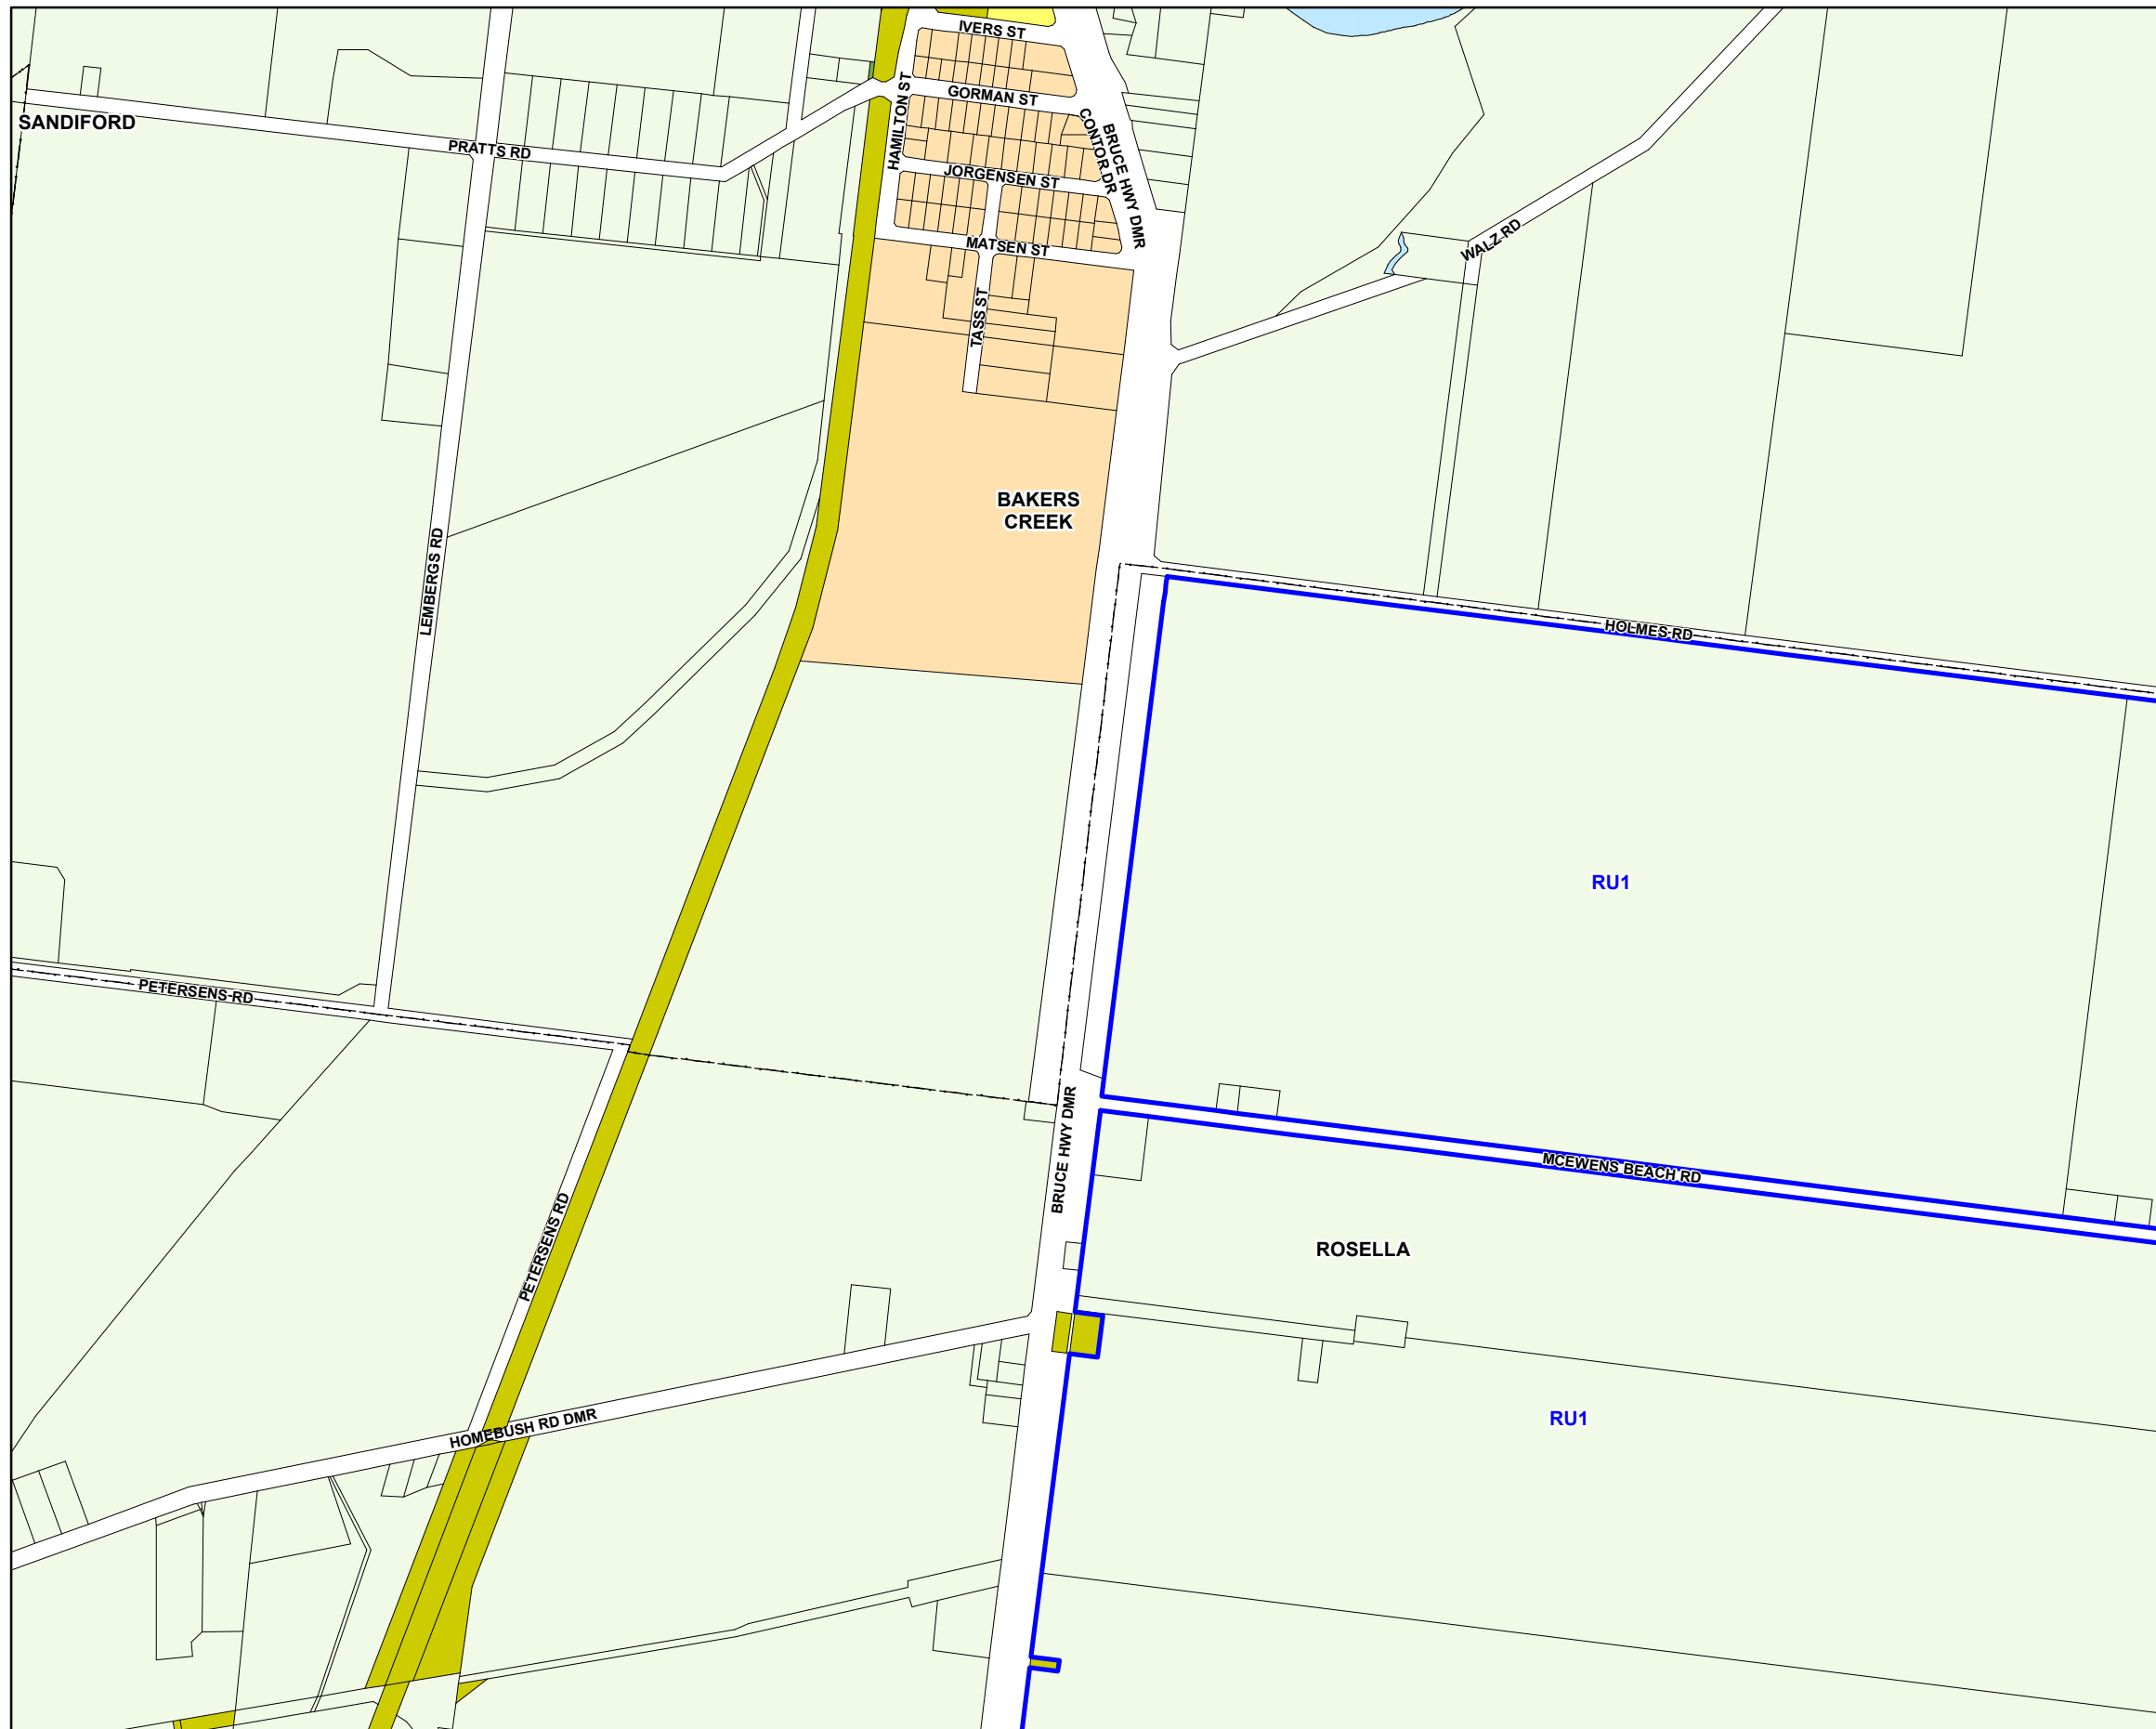 IVERS ST
GORMAN ST
HAMILTON ST
CONTOR DR
BRUCE HWY DMR
SANDIFORD
PRATTS RD
JORGENSEN ST
MATSEN ST
WALZ RD
TASS ST
BAKERS
CREEK
LEMBERGS RD
HOLMES RD
RU1
PETERSENS RD
BRUCE HWY DMR
MCEWENS BEACH RD
PETERSENS RD
ROSELLA
HOMEBUSH RD DMR
RU1